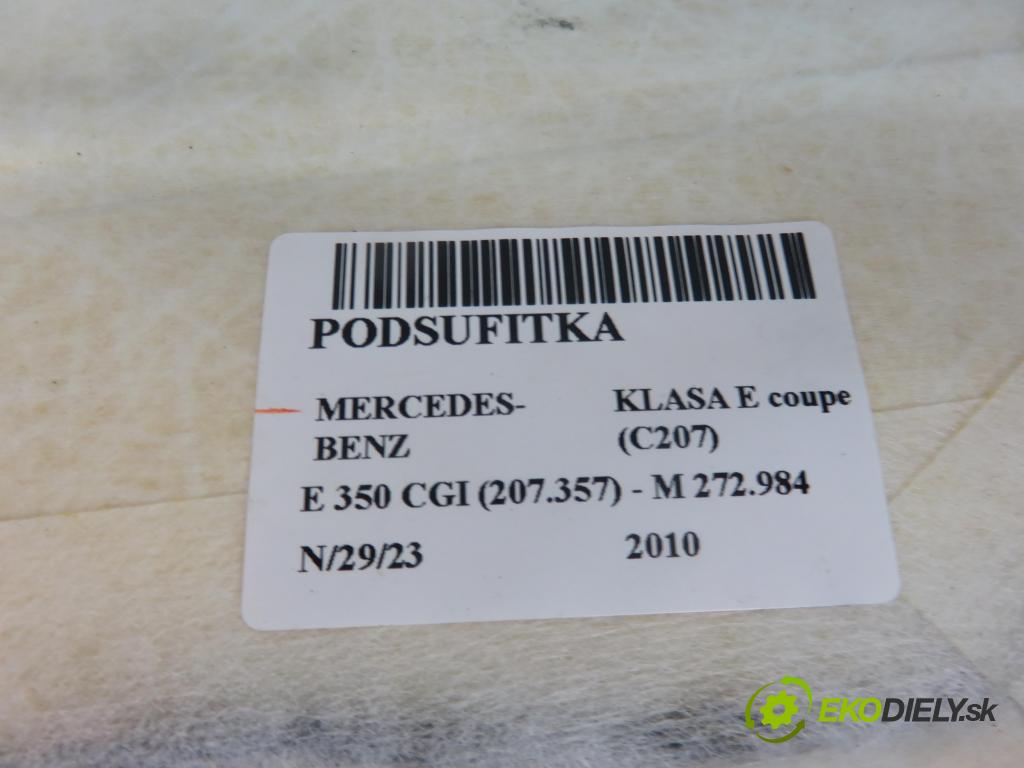 PODSUFITKA
MERCEDES-
BENZ
KLASA E coupe
(C207)
E 350 CGI (207.357) - M 272.984
N/29/23
2010
EKODIELY.sk